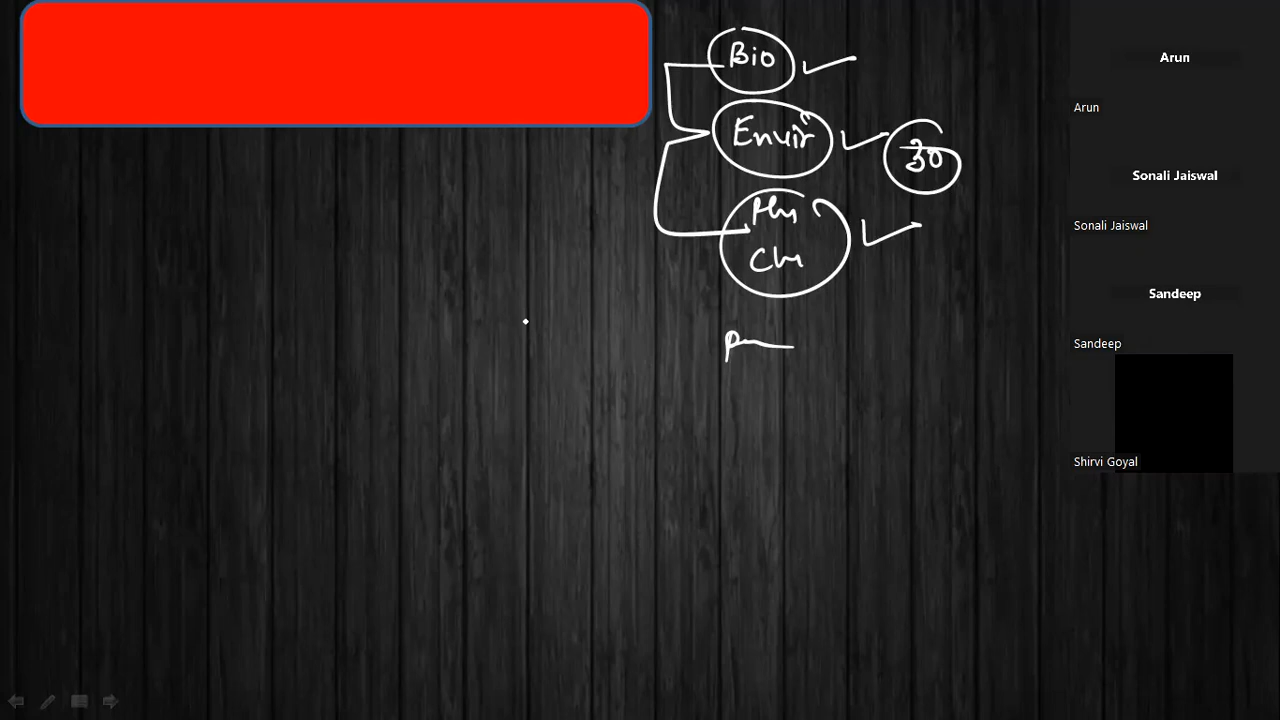 Bio
Envir
30
Phy
Che
Arun
Arun
Sonali Jaiswal
Sonali Jaiswal
Sandeep
Sandeep
Shirvi Goyal